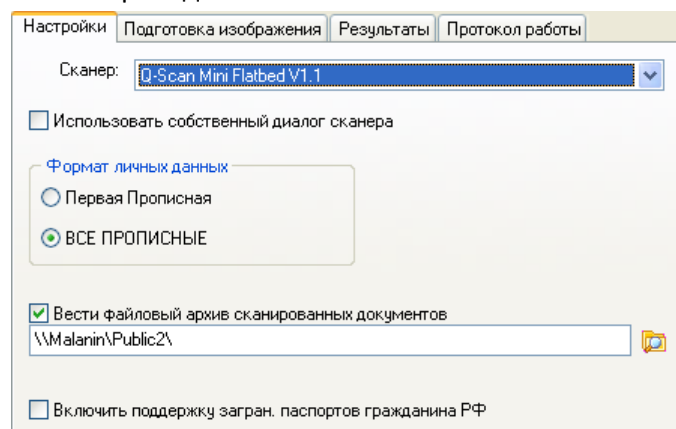 Настройки Подготовка изображения Результаты Протокол работы
Сканер: Q-Scan Mini Flatbed V1.1
Использовать собственный диалог сканера
Формат личных данных
Первая Прописная
ВСЕ ПРОПИСНЫЕ
Вести файловый архив сканированных документов
\\Malanin\Public2\
Включить поддержку загран. паспортов гражданина РФ